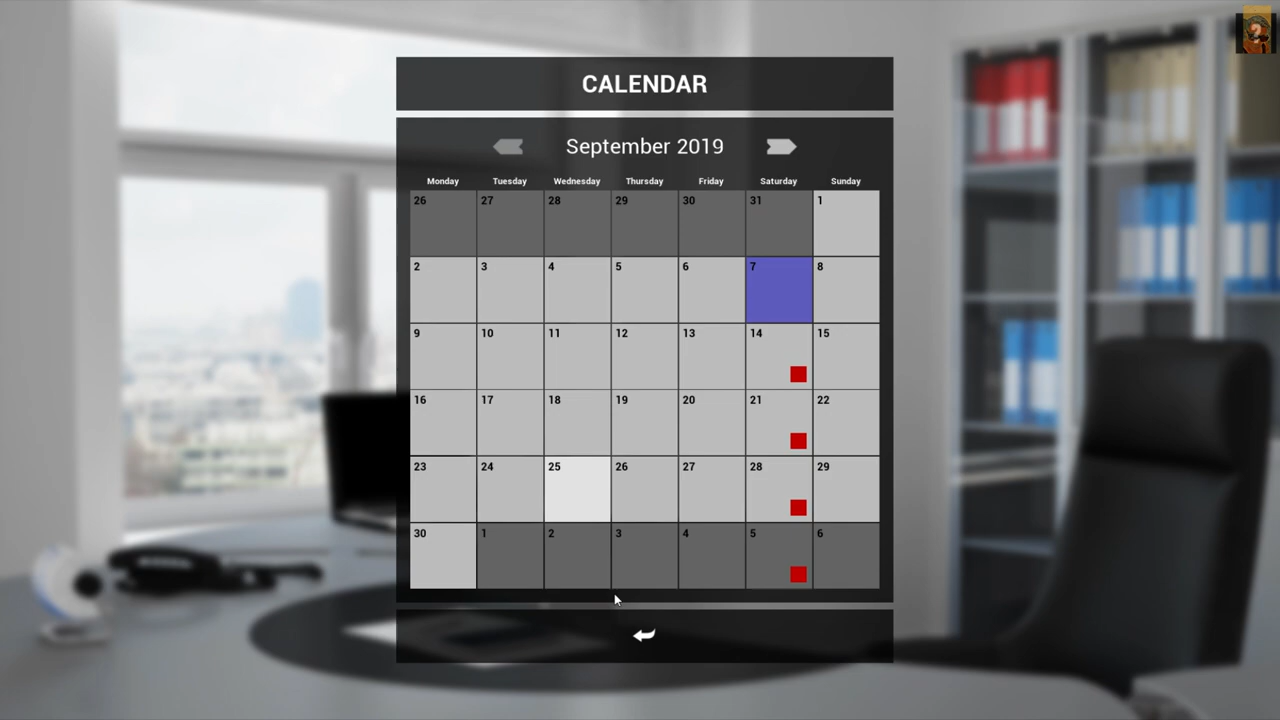 CALENDAR
September 2019
Monday Tuesday Wednesday Thursday Friday Saturday Sunday
26 27 28 29 30 31 1
2 3 4 5 6 7 8
9 10 11 12 13 14 15
16 17 18 19 20 21 22
23 24 25 26 27 28 29
30 1 2 3 4 5 6